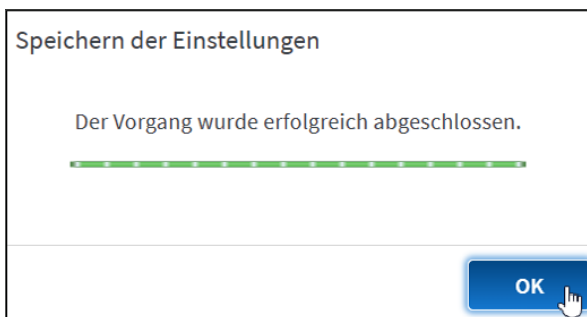 Speichern der Einstellungen
Der Vorgang wurde erfolgreich abgeschlossen.
OK